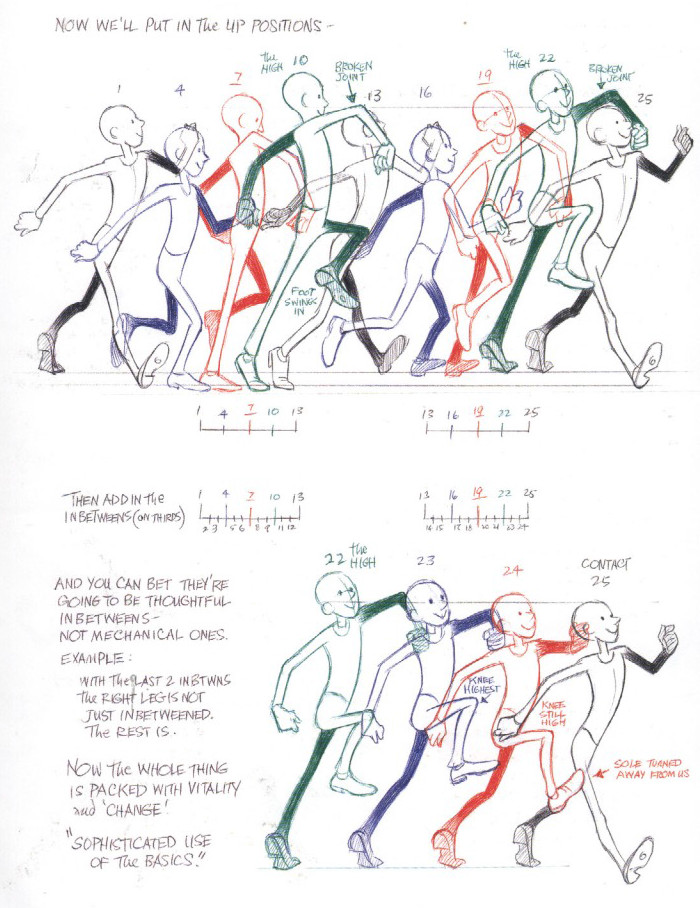 NOW WE'LL PUT IN THE UP POSITIONS -
1
4
7
the HIGH 10
BROKEN
JOINT
13
16
19
the HIGH 22
BROKEN
JOINT
25
FOOT
SWINGS
IN
1 4 7 10 13
13 16 19 22 25
THEN ADD IN THE
INBETWEENS (ON THIRDS)
1 4 7 10 13
2 3 5 6 8 9 11 12
13 16 19 22 25
14 15 17 18 20 21 23 24
AND YOU CAN BET THEY'RE
GOING TO BE THOUGHTFUL
INBETWEENS -
NOT MECHANICAL ONES.
EXAMPLE:
WITH THE LAST 2 INBTWNS
THE RIGHT LEG IS NOT
JUST INBETWEENED.
THE REST IS.
NOW THE WHOLE THING
IS PACKED WITH VITALITY
and 'CHANGE!'
"SOPHISTICATED USE
OF THE BASICS."
22 the HIGH
23
24
CONTACT
25
KNEE
HIGHEST
KNEE
STILL
HIGH
SOLE TURNED
AWAY FROM US